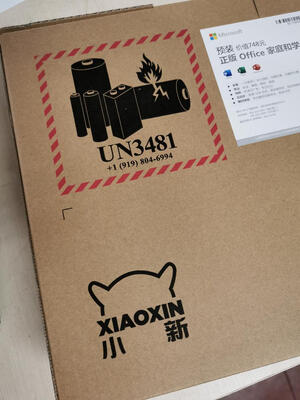 Microsoft
预装 价值748元
正版 Office 家庭和学
UN3481
+1 (919) 804-6994
XIAOXIN
小 新